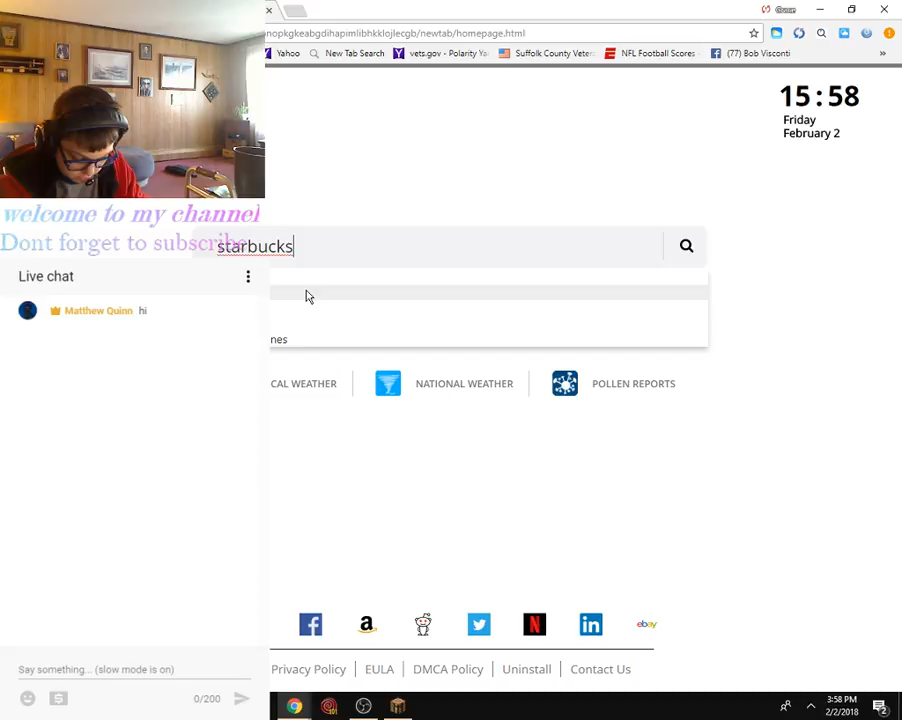 nopkgkeabgdihapimlibhkklojlecgb/newtab/homepage.html
Yahoo New Tab Search vets.gov - Polarity Ya Suffolk County Veter NFL Football Scores (77) Bob Visconti »
15:58
Friday
February 2
welcome to my channel
Dont forget to subscribe
starbucks
Live chat
Matthew Quinn hi
nes
CAL WEATHER NATIONAL WEATHER POLLEN REPORTS
ebay
Say something... (slow mode is on)
Privacy Policy EULA DMCA Policy Uninstall Contact Us
0/200
3:58 PM
2/2/2018
2